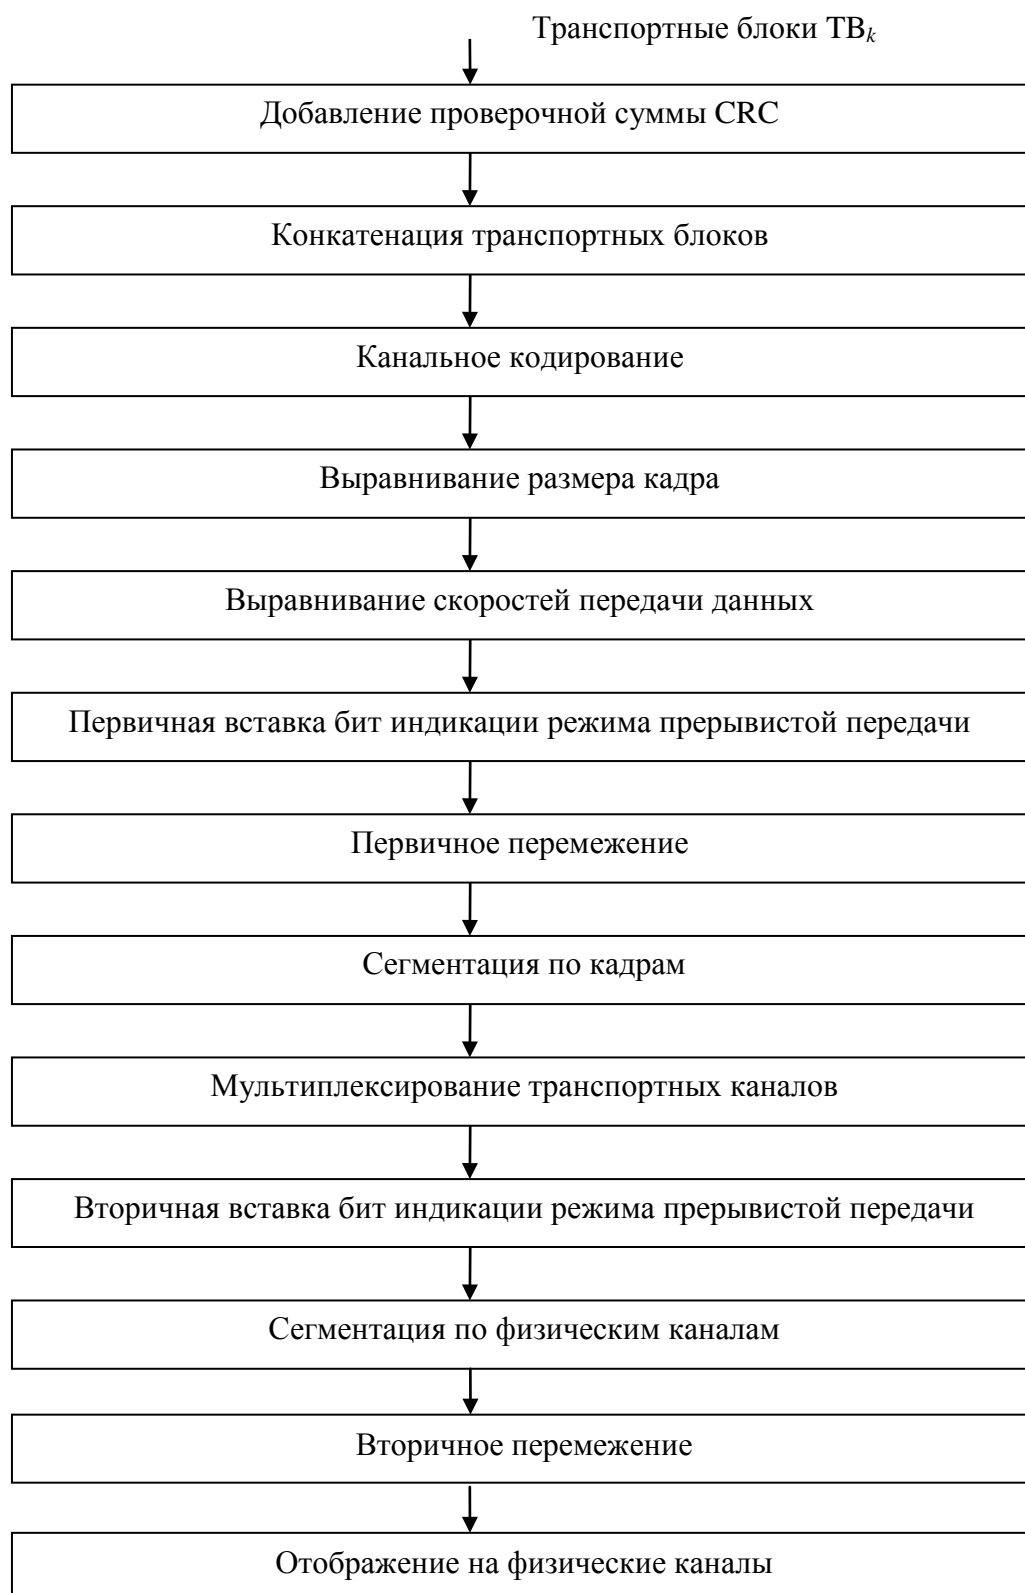 Транспортные блоки TBk
Добавление проверочной суммы CRC
Конкатенация транспортных блоков
Канальное кодирование
Выравнивание размера кадра
Выравнивание скоростей передачи данных
Первичная вставка бит индикации режима прерывистой передачи
Первичное перемежение
Сегментация по кадрам
Мультиплексирование транспортных каналов
Вторичная вставка бит индикации режима прерывистой передачи
Сегментация по физическим каналам
Вторичное перемежение
Отображение на физические каналы